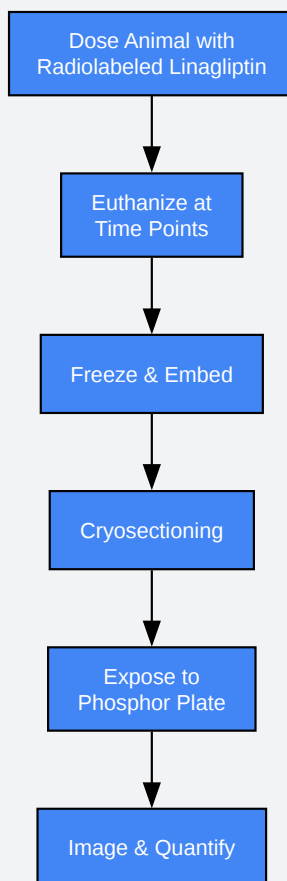 Dose Animal with
Radiolabeled Linagliptin
Euthanize at
Time Points
Freeze & Embed
Cryosectioning
Expose to
Phosphor Plate
Image & Quantify